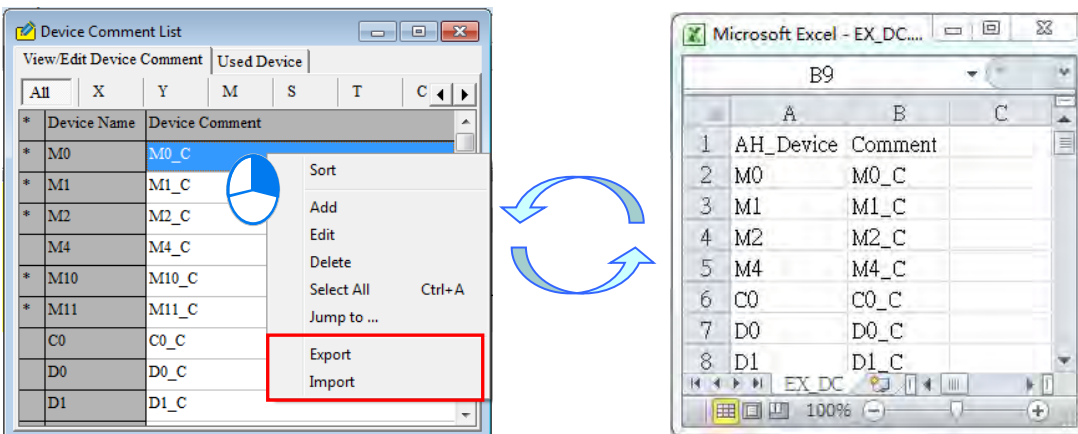 Device Comment List
View/Edit Device Comment Used Device
All X Y M S T C
* Device Name Device Comment
* M0 M0_C
* M1 M1_C
* M2 M2_C
M4 M4_C
* M10 M10_C
* M11 M11_C
C0 C0_C
D0 D0_C
D1 D1_C
Sort
Add
Edit
Delete
Select All Ctrl+A
Jump to ...
Export
Import
Microsoft Excel - EX_DC....
B9
A B C
1 AH_Device Comment
2 M0 M0_C
3 M1 M1_C
4 M2 M2_C
5 M4 M4_C
6 C0 C0_C
7 D0 D0_C
8 D1 D1_C
EX_DC
100%